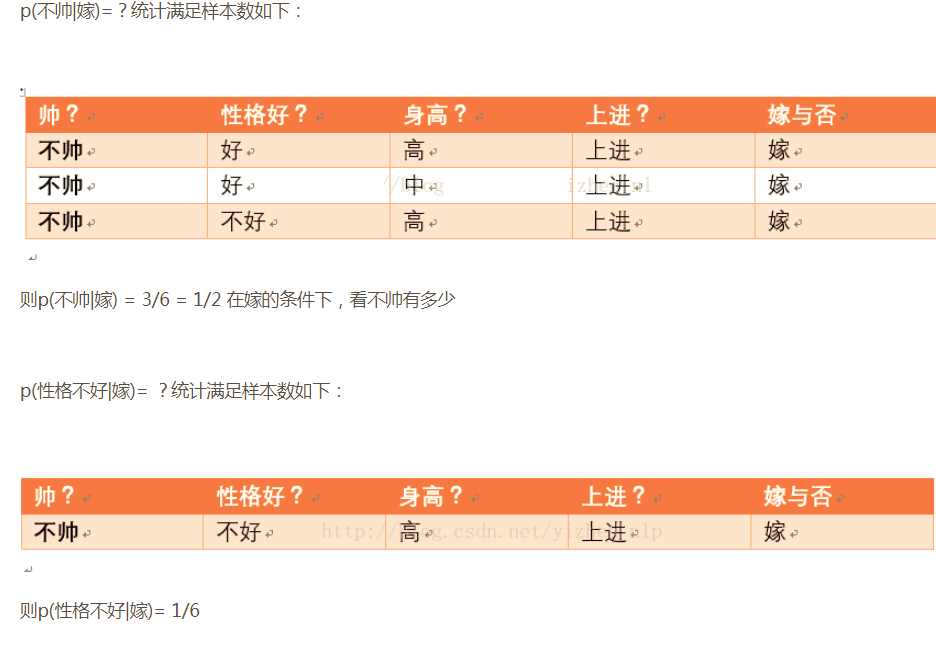 p(不帅|嫁)=？统计满足样本数如下：
帅？ 性格好？ 身高？ 上进？ 嫁与否
不帅 好 高 上进 嫁
不帅 好 中 上进 嫁
不帅 不好 高 上进 嫁
则p(不帅|嫁) = 3/6 = 1/2 在嫁的条件下，看不帅有多少
p(性格不好|嫁)= ？统计满足样本数如下：
帅？ 性格好？ 身高？ 上进？ 嫁与否
不帅 不好 高 上进 嫁
则p(性格不好|嫁)= 1/6